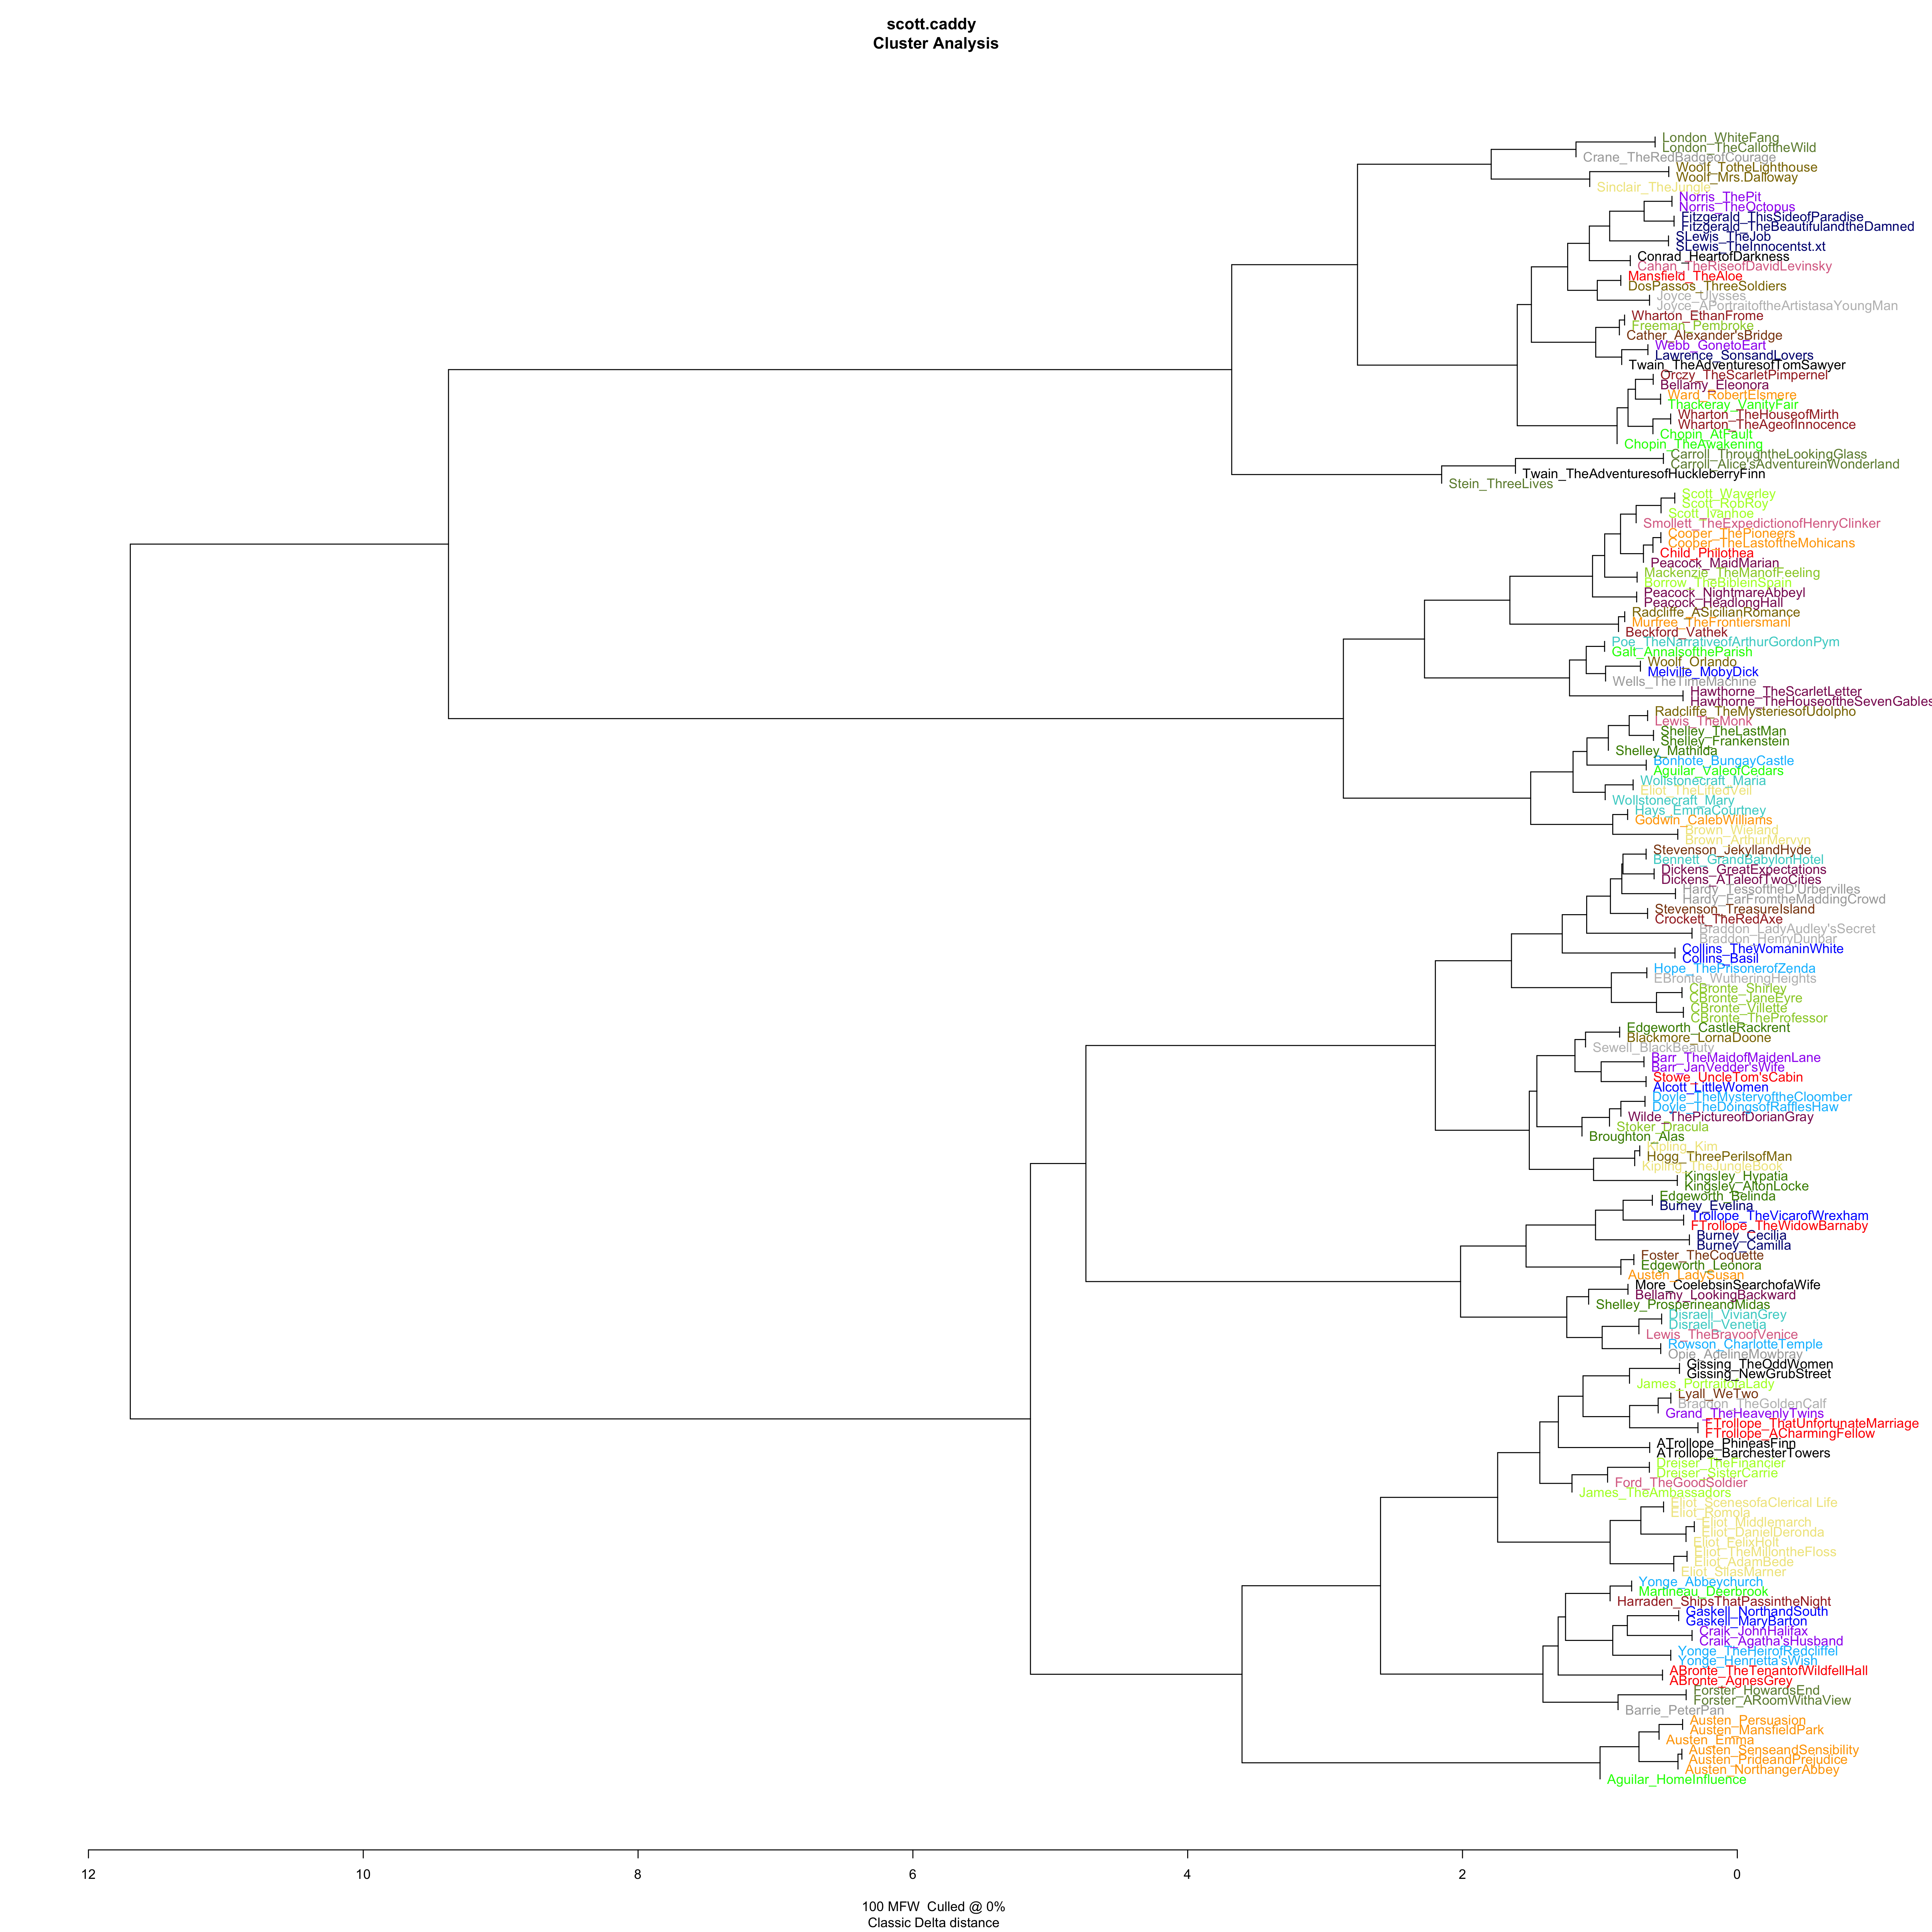 scott.caddy
Cluster Analysis
London_WhiteFang
London_TheCalloftheWild
Crane_TheRedBadgeofCourage
Woolf_TotheLighthouse
Woolf_Mrs.Dalloway
Sinclair_TheJungle
Norris_ThePit
Norris_TheOctopus
Fitzgerald_ThisSideofParadise
Fitzgerald_TheBeautifulandtheDamned
SLewis_TheJob
SLewis_TheInnocentst.xt
Conrad_HeartofDarkness
Cahan_TheRiseofDavidLevinsky
Mansfield_TheAloe
DosPassos_ThreeSoldiers
Joyce_Ulysses
Joyce_APortraitoftheArtistasaYoungMan
Wharton_EthanFrome
Freeman_Pembroke
Cather_Alexander'sBridge
Webb_GonetoEart
Lawrence_SonsandLovers
Twain_TheAdventuresofTomSawyer
Orczy_TheScarletPimpernel
Bellamy_Eleonora
Ward_RobertElsmere
Thackeray_VanityFair
Wharton_TheHouseofMirth
Wharton_TheAgeofInnocence
Chopin_AtFault
Chopin_TheAwakening
Carroll_ThroughtheLookingGlass
Carroll_Alice'sAdventureinWonderland
Twain_TheAdventuresofHuckleberryFinn
Stein_ThreeLives
Scott_Waverley
Scott_RobRoy
Scott_Ivanhoe
Smollett_TheExpeditionofHenryClinker
Cooper_ThePioneers
Cooper_TheLastoftheMohicans
Child_Philothea
Peacock_MaidMarian
Mackenzie_TheManofFeeling
Borrow_TheBibleinSpain
Peacock_NightmareAbbeyl
Peacock_HeadlongHall
Radcliffe_ASicilianRomance
Murfree_TheFrontiersmanl
Beckford_Vathek
Poe_TheNarrativeofArthurGordonPym
Galt_AnnalsoftheParish
Woolf_Orlando
Melville_MobyDick
Wells_TheTimeMachine
Hawthorne_TheScarletLetter
Hawthorne_TheHouseoftheSevenGables
Radcliffe_TheMysteriesofUdolpho
Lewis_TheMonk
Shelley_TheLastMan
Shelley_Frankenstein
Shelley_Mathilda
Bonhote_BungayCastle
Aguilar_ValeofCedars
Wollstonecraft_Maria
Eliot_TheLiftedVeil
Wollstonecraft_Mary
Hays_EmmaCourtney
Godwin_CalebWilliams
Brown_Wieland
Brown_ArthurMervyn
Stevenson_JekyllandHyde
Bennett_GrandBabylonHotel
Dickens_GreatExpectations
Dickens_ATaleofTwoCities
Hardy_TessoftheD'Urbervilles
Hardy_FarFromtheMaddingCrowd
Stevenson_TreasureIsland
Crockett_TheRedAxe
Braddon_LadyAudley'sSecret
Braddon_HenryDunbar
Collins_TheWomaninWhite
Collins_Basil
Hope_ThePrisonerofZenda
EBronte_WutheringHeights
CBronte_Shirley
CBronte_JaneEyre
CBronte_Villette
CBronte_TheProfessor
Edgeworth_CastleRackrent
Blackmore_LornaDoone
Sewell_BlackBeauty
Barr_TheMaidofMaidenLane
Barr_JanVedder'sWife
Stowe_UncleTom'sCabin
Alcott_LittleWomen
Doyle_TheMysteryoftheCloomber
Doyle_TheDoingsofRafflesHaw
Wilde_ThePictureofDorianGray
Stoker_Dracula
Broughton_Alas
Kipling_Kim
Hogg_ThreePerilsofMan
Kipling_TheJungleBook
Kingsley_Hypatia
Kingsley_AltonLocke
Edgeworth_Belinda
Burney_Evelina
Trollope_TheVicarofWrexham
FTrollope_TheWidowBarnaby
Burney_Cecilia
Burney_Camilla
Foster_TheCoquette
Edgeworth_Leonora
Austen_LadySusan
More_CoelebsinSearchofaWife
Bellamy_LookingBackward
Shelley_ProsperineandMidas
Disraeli_VivianGrey
Disraeli_Venetia
Lewis_TheBravoofVenice
Rowson_CharlotteTemple
Opie_AdelineMowbray
Gissing_TheOddWomen
Gissing_NewGrubStreet
James_PortraitofaLady
Lyall_WeTwo
Braddon_TheGoldenCalf
Grand_TheHeavenlyTwins
FTrollope_ThatUnfortunateMarriage
FTrollope_ACharmingFellow
ATrollope_PhineasFinn
ATrollope_BarchesterTowers
Dreiser_TheFinancier
Dreiser_SisterCarrie
Ford_TheGoodSoldier
James_TheAmbassadors
Eliot_ScenesofaClerical Life
Eliot_Romola
Eliot_Middlemarch
Eliot_DanielDeronda
Eliot_FelixHolt
Eliot_TheMillontheFloss
Eliot_AdamBede
Eliot_SilasMarner
Yonge_Abbeychurch
Martineau_Deerbrook
Harraden_ShipsThatPassintheNight
Gaskell_NorthandSouth
Gaskell_MaryBarton
Craik_JohnHalifax
Craik_Agatha'sHusband
Yonge_TheHeirofRedcliffel
Yonge_Henrietta'sWish
ABronte_TheTenantofWildfellHall
ABronte_AgnesGrey
Forster_HowardsEnd
Forster_ARoomWithaView
Barrie_PeterPan
Austen_Persuasion
Austen_MansfieldPark
Austen_Emma
Austen_SenseandSensibility
Austen_PrideandPrejudice
Austen_NorthangerAbbey
Aguilar_HomeInfluence
12 10 8 6 4 2 0
100 MFW Culled @ 0%
Classic Delta distance